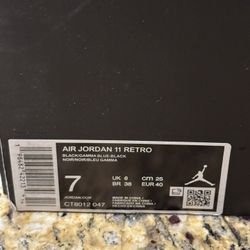 AIR JORDAN 11 RETRO
BLACK/GAMMA BLUE-BLACK
NOIR/NOIR/BLEU GAMMA
7
UK 6
cm 25
BR 38
EUR 40
CT8012 047